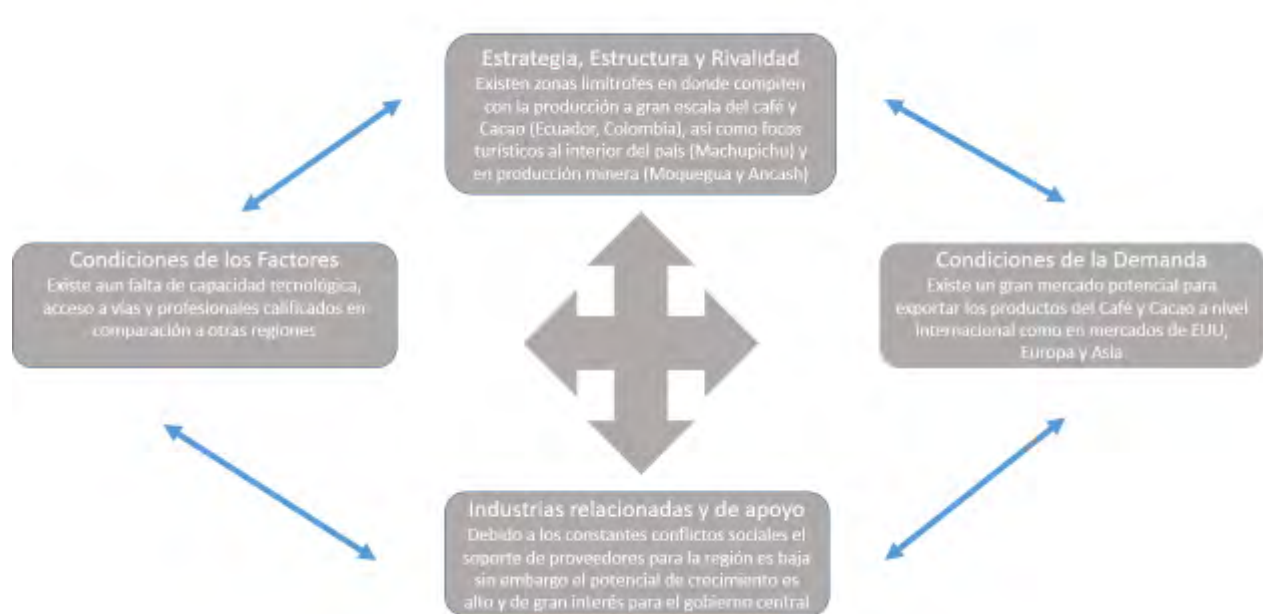 Estrategia, Estructura y Rivalidad
Existen zonas limítrofes en donde compiten
con la producción a gran escala del café y
Cacao (Ecuador, Colombia), asi como focos
turísticos al interior del país (Machupichu) y
en producción minera (Moquegua y Ancash)
Condiciones de los Factores
Existe aun falta de capacidad tecnológica,
acceso a vías y profesionales calificados en
comparación a otras regiones
Condiciones de la Demanda
Existe un gran mercado potencial para
exportar los productos del Café y Cacao a nivel
internacional como en mercados de EUU,
Europa y Asia
Industrias relacionadas y de apoyo
Debido a los constantes conflictos sociales el
soporte de proveedores para la región es baja
sin embargo el potencial de crecimiento es
alto y de gran interés para el gobierno central